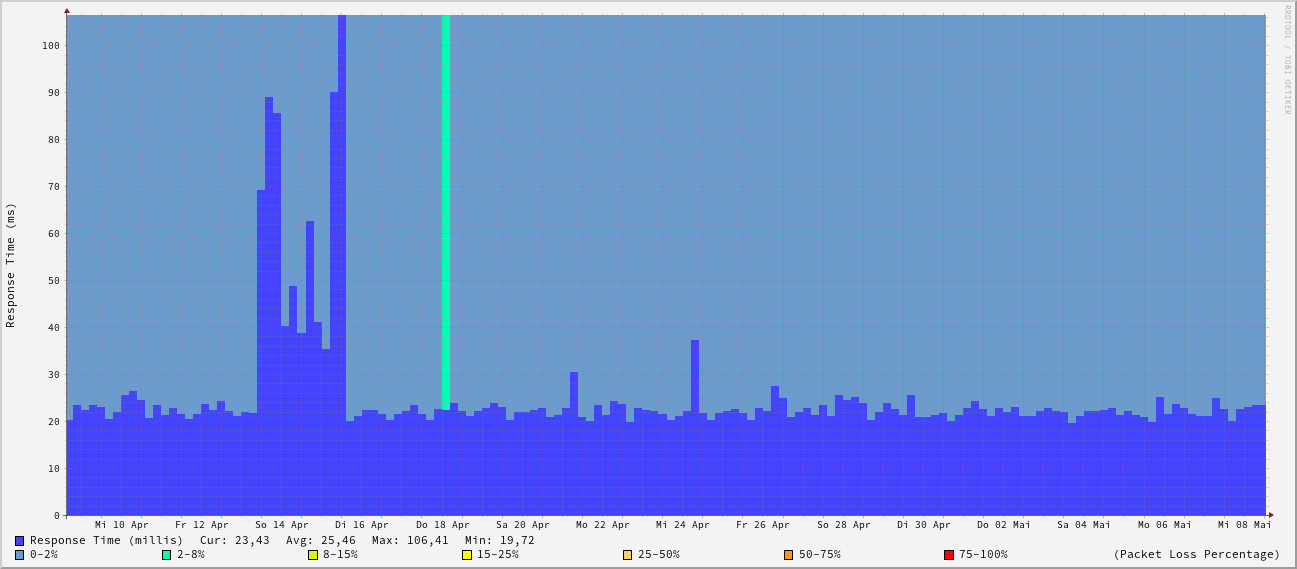 RRDTOOL / TOBI OETIKER
Response Time (ms)
100
90
80
70
60
50
40
30
20
10
0
Mi 10 Apr Fr 12 Apr So 14 Apr Di 16 Apr Do 18 Apr Sa 20 Apr Mo 22 Apr Mi 24 Apr Fr 26 Apr So 28 Apr Di 30 Apr Do 02 Mai Sa 04 Mai Mo 06 Mai Mi 08 Mai
Response Time (millis) Cur: 23,43 Avg: 25,46 Max: 106,41 Min: 19,72
0-2% 2-8% 8-15% 15-25% 25-50% 50-75% 75-100% (Packet Loss Percentage)